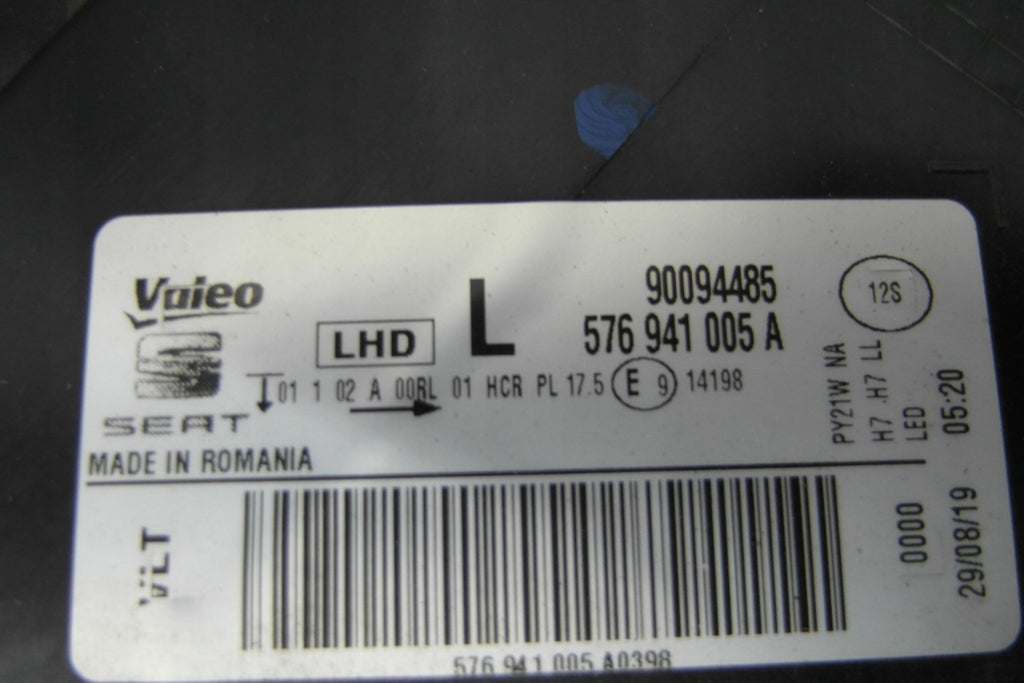 Valeo
SEAT
LHD
L
90094485
576 941 005 A
12S
01 1 02 A 00RL 01 HCR PL 17.5 E 9 14198
MADE IN ROMANIA
PY21W NA
H7 H7 LL
LED
05:20
0000
29/08/19
VLT
576 941 005 A0398